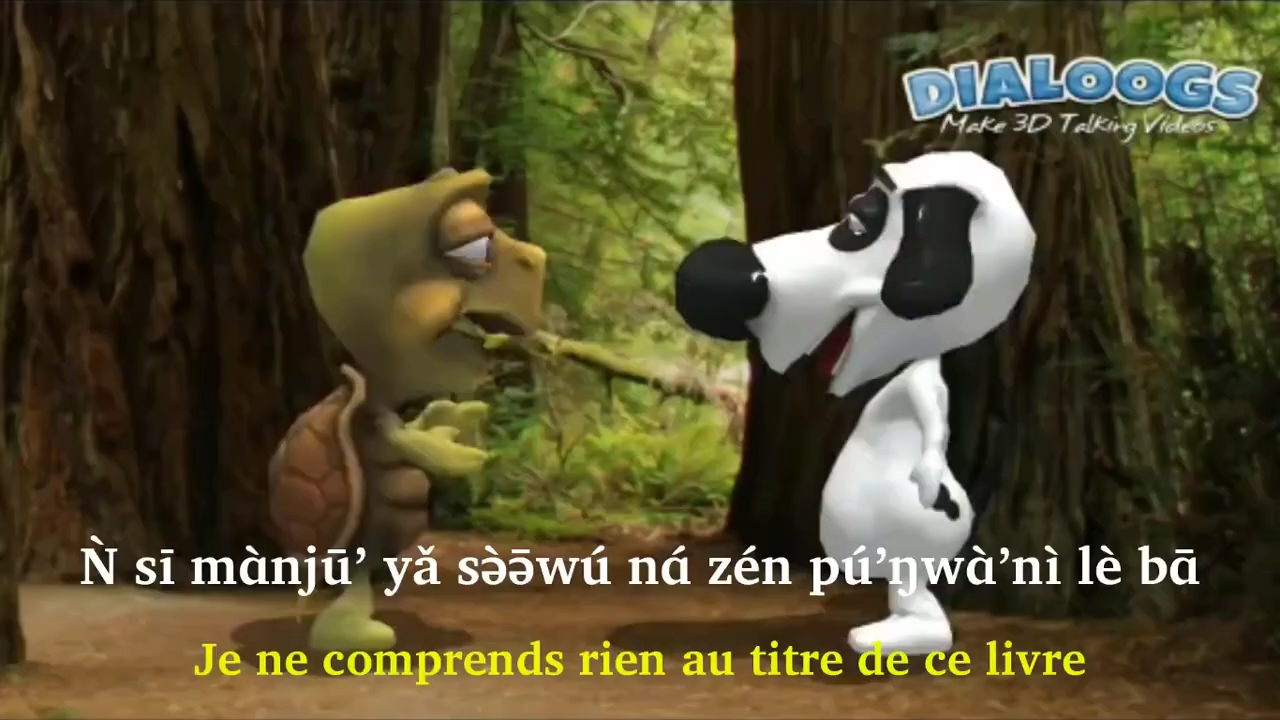 DIALOOGS
Make 3D Talking Videos
Ǹ sī mànjū’ yǎ sə̀ə̄wú ná zén pú’ŋwà’nì lè bā
Je ne comprends rien au titre de ce livre